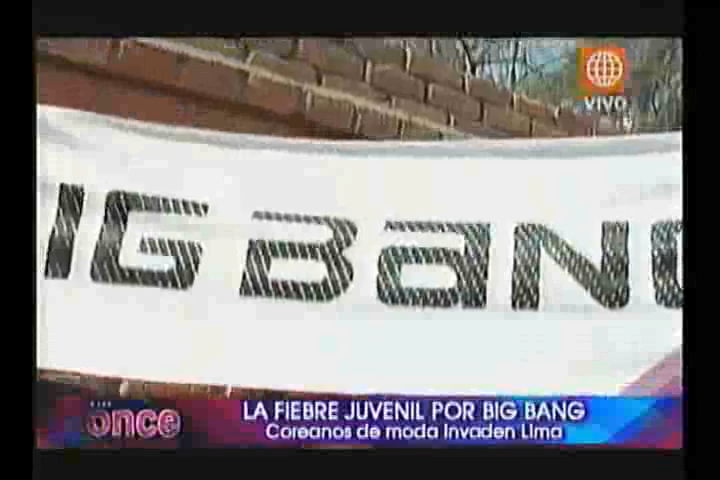 VIVO
IG BANG
once
LA FIEBRE JUVENIL POR BIG BANG
Coreanos de moda invaden Lima